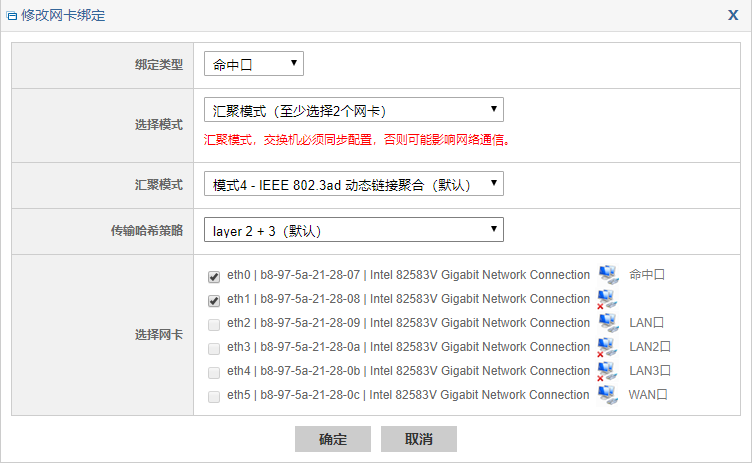 修改网卡绑定 X
绑定类型 命中口
选择模式 汇聚模式（至少选择2个网卡）
汇聚模式，交换机必须同步配置，否则可能影响网络通信。
汇聚模式 模式4 - IEEE 802.3ad 动态链接聚合（默认）
传输哈希策略 layer 2 + 3（默认）
选择网卡
eth0 | b8-97-5a-21-28-07 | Intel 82583V Gigabit Network Connection 命中口
eth1 | b8-97-5a-21-28-08 | Intel 82583V Gigabit Network Connection
eth2 | b8-97-5a-21-28-09 | Intel 82583V Gigabit Network Connection LAN口
eth3 | b8-97-5a-21-28-0a | Intel 82583V Gigabit Network Connection LAN2口
eth4 | b8-97-5a-21-28-0b | Intel 82583V Gigabit Network Connection LAN3口
eth5 | b8-97-5a-21-28-0c | Intel 82583V Gigabit Network Connection WAN口
确定 取消